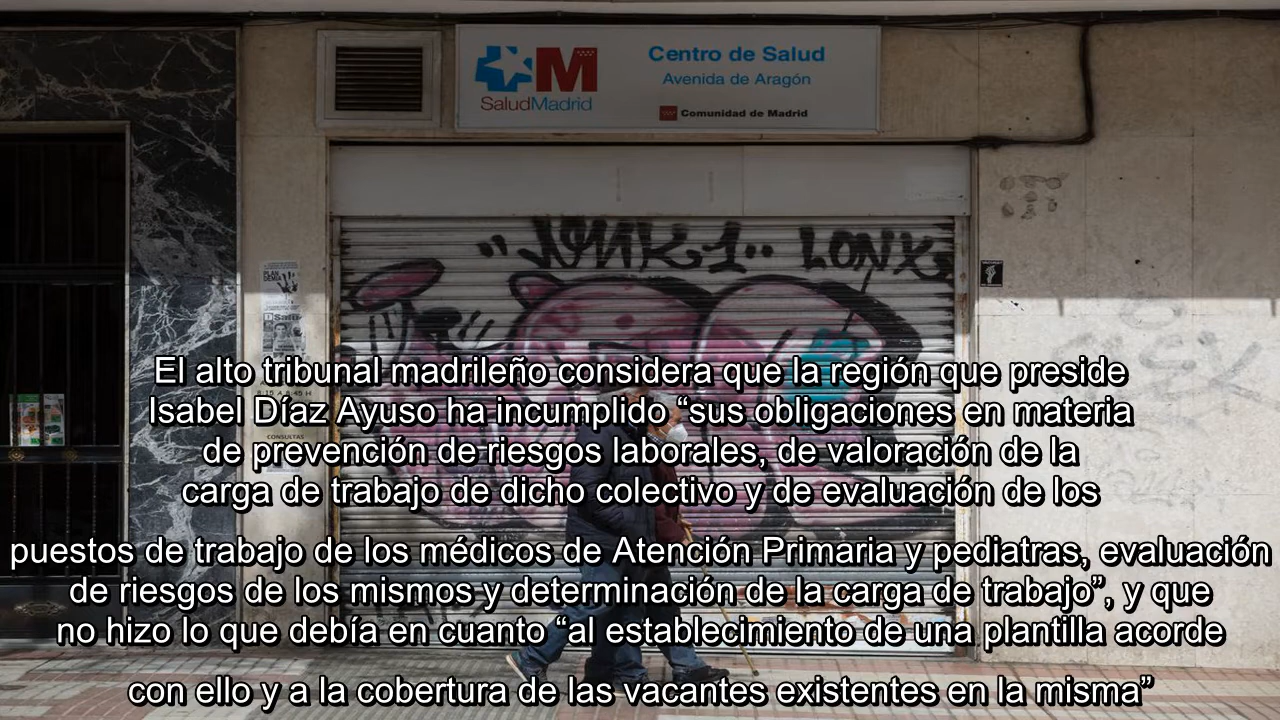 SaludMadrid
Centro de Salud
Avenida de Aragón
Comunidad de Madrid
"JUNK-1" LONX
CONSULTAS
El alto tribunal madrileño considera que la región que preside
Isabel Díaz Ayuso ha incumplido “sus obligaciones en materia
de prevención de riesgos laborales, de valoración de la
carga de trabajo de dicho colectivo y de evaluación de los
puestos de trabajo de los médicos de Atención Primaria y pediatras, evaluación
de riesgos de los mismos y determinación de la carga de trabajo”, y que
no hizo lo que debía en cuanto “al establecimiento de una plantilla acorde
con ello y a la cobertura de las vacantes existentes en la misma”